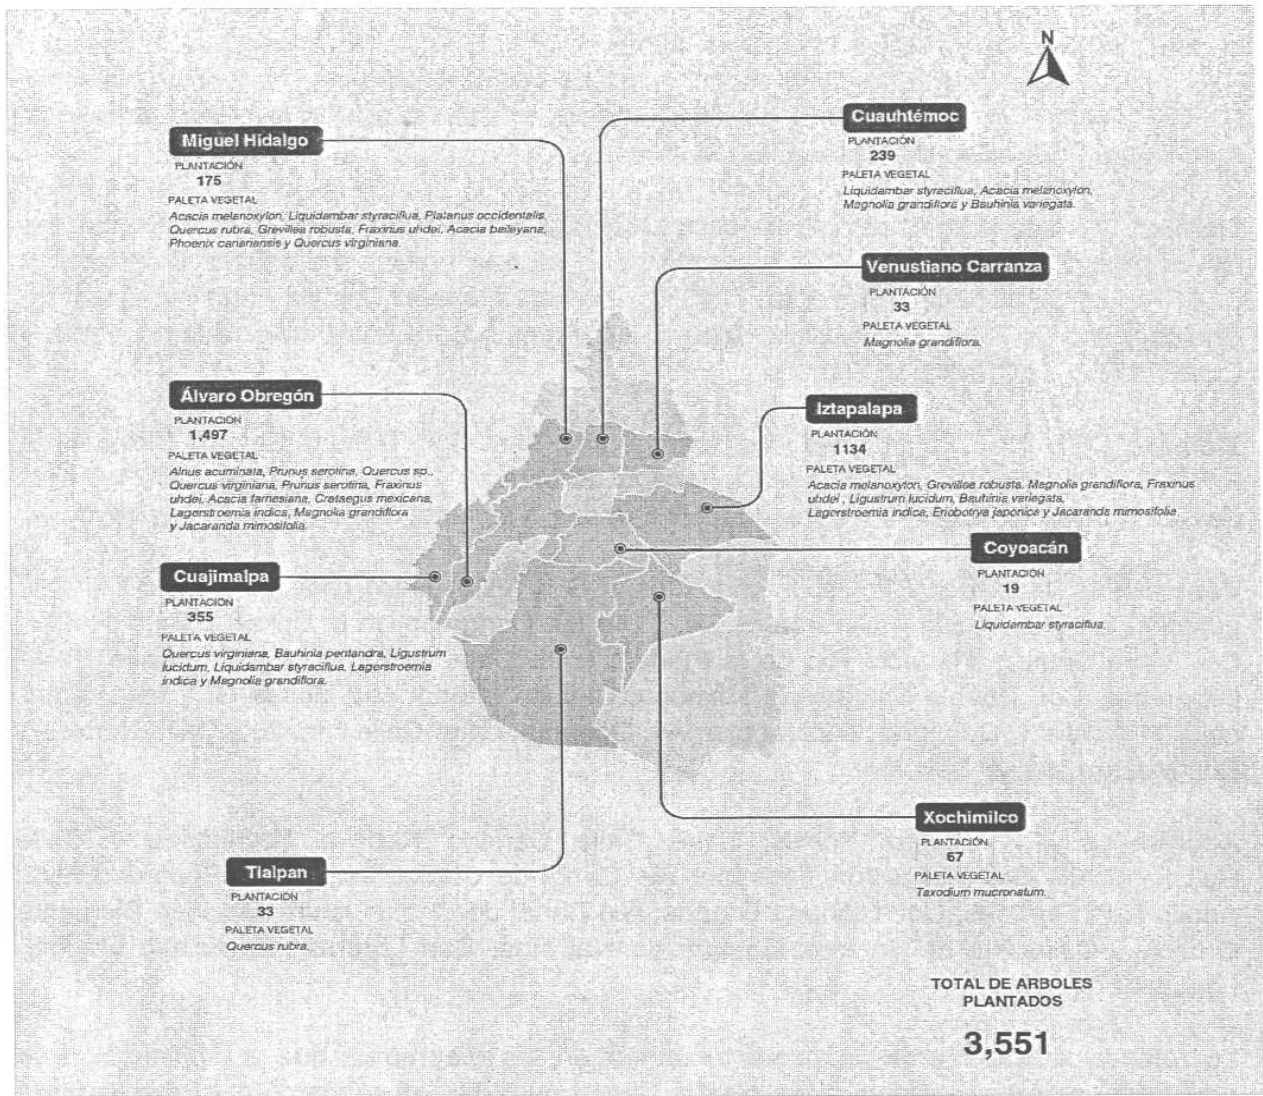 N
Miguel Hidalgo
PLANTACIÓN
175
PALETA VEGETAL
Acacia melanoxylon, Liquidambar styraciflua, Platanus occidentalis,
Quercus rubra, Grevillea robusta, Fraxinus uhdei, Acacia baileyana,
Phoenix canariensis y Quercus virginiana.
Cuauhtémoc
PLANTACIÓN
239
PALETA VEGETAL
Liquidambar styraciflua, Acacia melanoxylon,
Magnolia grandiflora y Bauhinia variegata.
Venustiano Carranza
PLANTACIÓN
33
PALETA VEGETAL
Magnolia grandiflora.
Álvaro Obregón
PLANTACIÓN
1,497
PALETA VEGETAL
Alnus acuminata, Prunus serotina, Quercus sp.,
Quercus virginiana, Prunus serotina, Fraxinus
uhdei, Acacia farnesiana, Crataegus mexicana,
Lagerstroemia indica, Magnolia grandiflora
y Jacaranda mimosifolia.
Iztapalapa
PLANTACIÓN
1134
PALETA VEGETAL
Acacia melanoxylon, Grevillea robusta, Magnolia grandiflora, Fraxinus
uhdei , Ligustrum lucidum, Bauhinia variegata,
Lagerstroemia indica, Eriobotrya japonica y Jacaranda mimosifolia
Coyoacán
PLANTACIÓN
19
PALETA VEGETAL
Liquidambar styraciflua.
Cuajimalpa
PLANTACIÓN
355
PALETA VEGETAL
Quercus virginiana, Bauhinia pentandra, Ligustrum
lucidum, Liquidambar styraciflua, Lagerstroemia
indica y Magnolia grandiflora.
Xochimilco
PLANTACIÓN
67
PALETA VEGETAL
Taxodium mucronatum.
Tlalpan
PLANTACIÓN
33
PALETA VEGETAL
Quercus rubra.
TOTAL DE ARBOLES
PLANTADOS
3,551